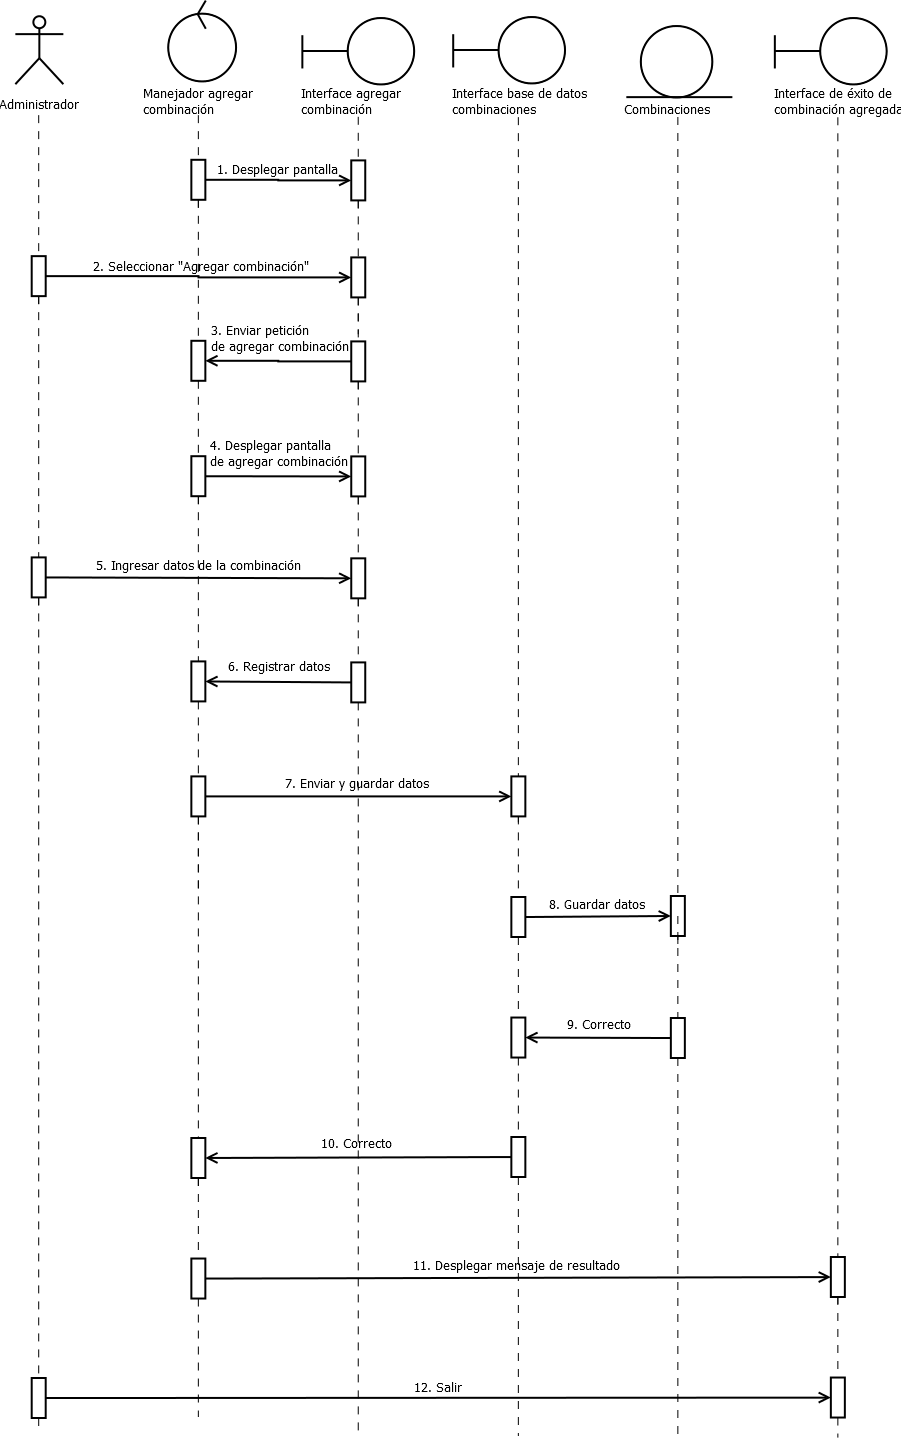 Administrador
Manejador agregar
combinación
Interface agregar
combinación
Interface base de datos
combinaciones
Combinaciones
Interface de éxito de
combinación agregada
1. Desplegar pantalla
2. Seleccionar "Agregar combinación"
3. Enviar petición
de agregar combinación
4. Desplegar pantalla
de agregar combinación
5. Ingresar datos de la combinación
6. Registrar datos
7. Enviar y guardar datos
8. Guardar datos
9. Correcto
10. Correcto
11. Desplegar mensaje de resultado
12. Salir